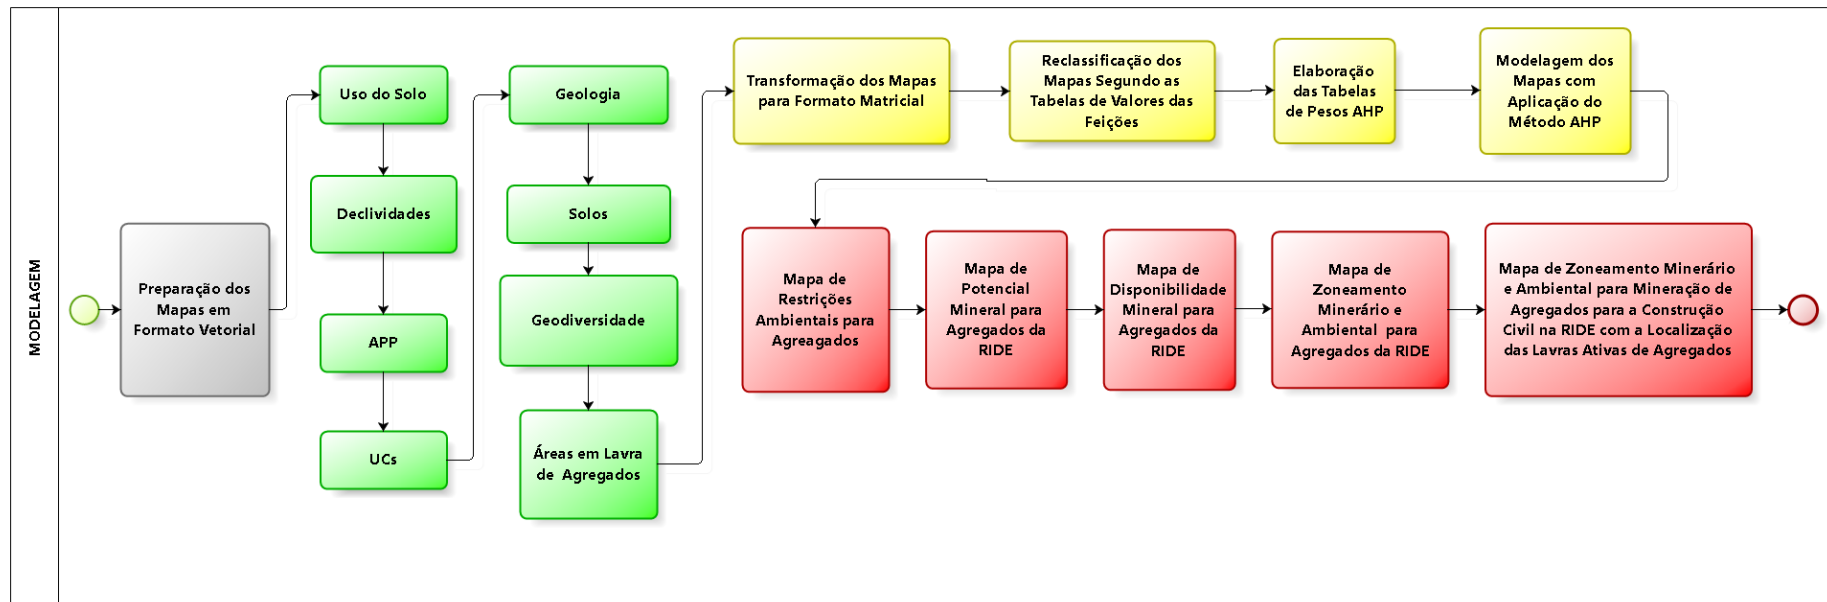 MODELAGEM
Preparação dos
Mapas em
Formato Vetorial
Uso do Solo
Declividades
APP
UCs
Geologia
Solos
Geodiversidade
Áreas em Lavra
de Agregados
Transformação dos Mapas
para Formato Matricial
Reclassificação dos
Mapas Segundo as
Tabelas de Valores das
Feições
Elaboração
das Tabelas
de Pesos AHP
Modelagem dos
Mapas com
Aplicação do
Método AHP
Mapa de
Restrições
Ambientais para
Agreagados
Mapa de
Potencial
Mineral para
Agregados da
RIDE
Mapa de
Disponibilidade
Mineral para
Agregados da
RIDE
Mapa de
Zoneamento
Minerário e
Ambiental para
Agregados da RIDE
Mapa de Zoneamento Minerário
e Ambiental para Mineração de
Agregados para a Construção
Civil na RIDE com a Localização
das Lavras Ativas de Agregados